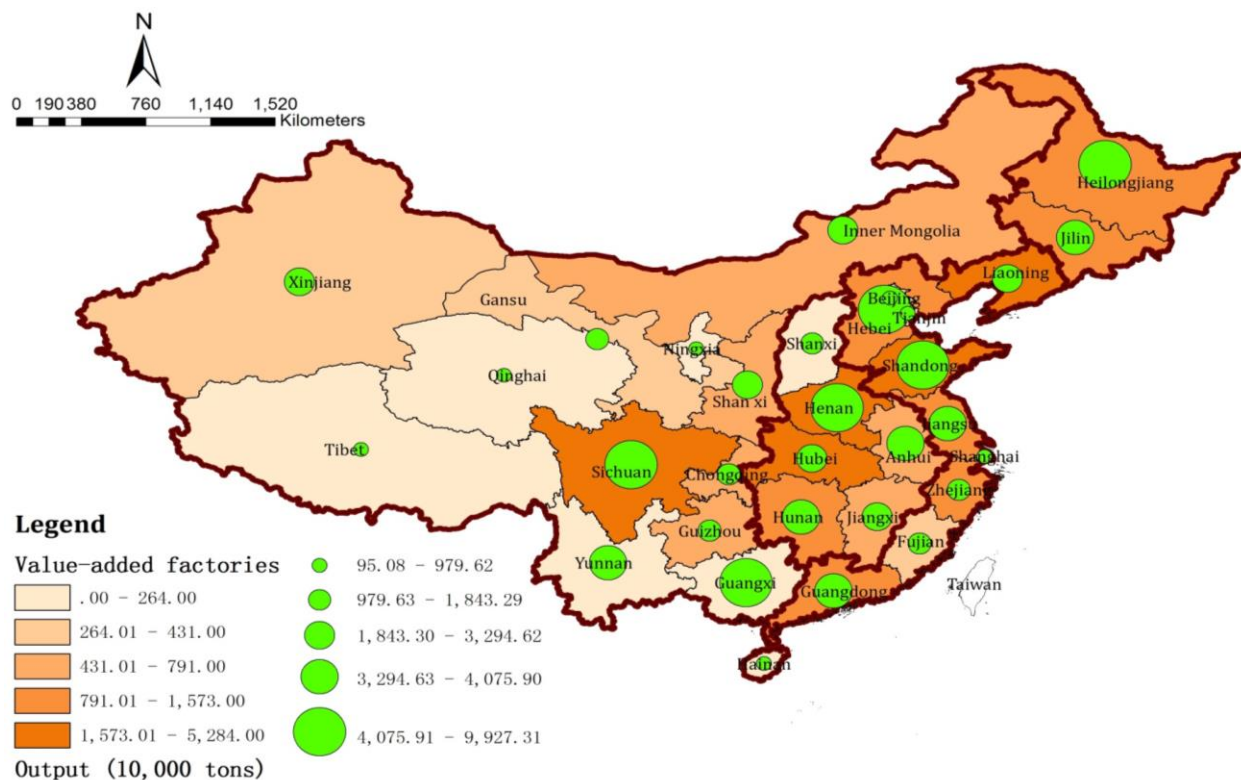 N
0 190 380 760 1,140 1,520
Kilometers
Heilongjiang
Jilin
Inner Mongolia
Liaoning
Xinjiang
Gansu
Beijing
Tianjin
Hebei
Ningxia
Shanxi
Qinghai
Shandong
Shan xi
Henan
Jiangsu
Tibet
Anhui
Shanghai
Sichuan
Hubei
Chongqing
Zhejiang
Hunan
Jiangxi
Guizhou
Fujian
Yunnan
Guangxi
Guangdong
Taiwan
Hainan
Legend
Value-added factories
.00 - 264.00
264.01 - 431.00
431.01 - 791.00
791.01 - 1,573.00
1,573.01 - 5,284.00
Output (10,000 tons)
95.08 - 979.62
979.63 - 1,843.29
1,843.30 - 3,294.62
3,294.63 - 4,075.90
4,075.91 - 9,927.31